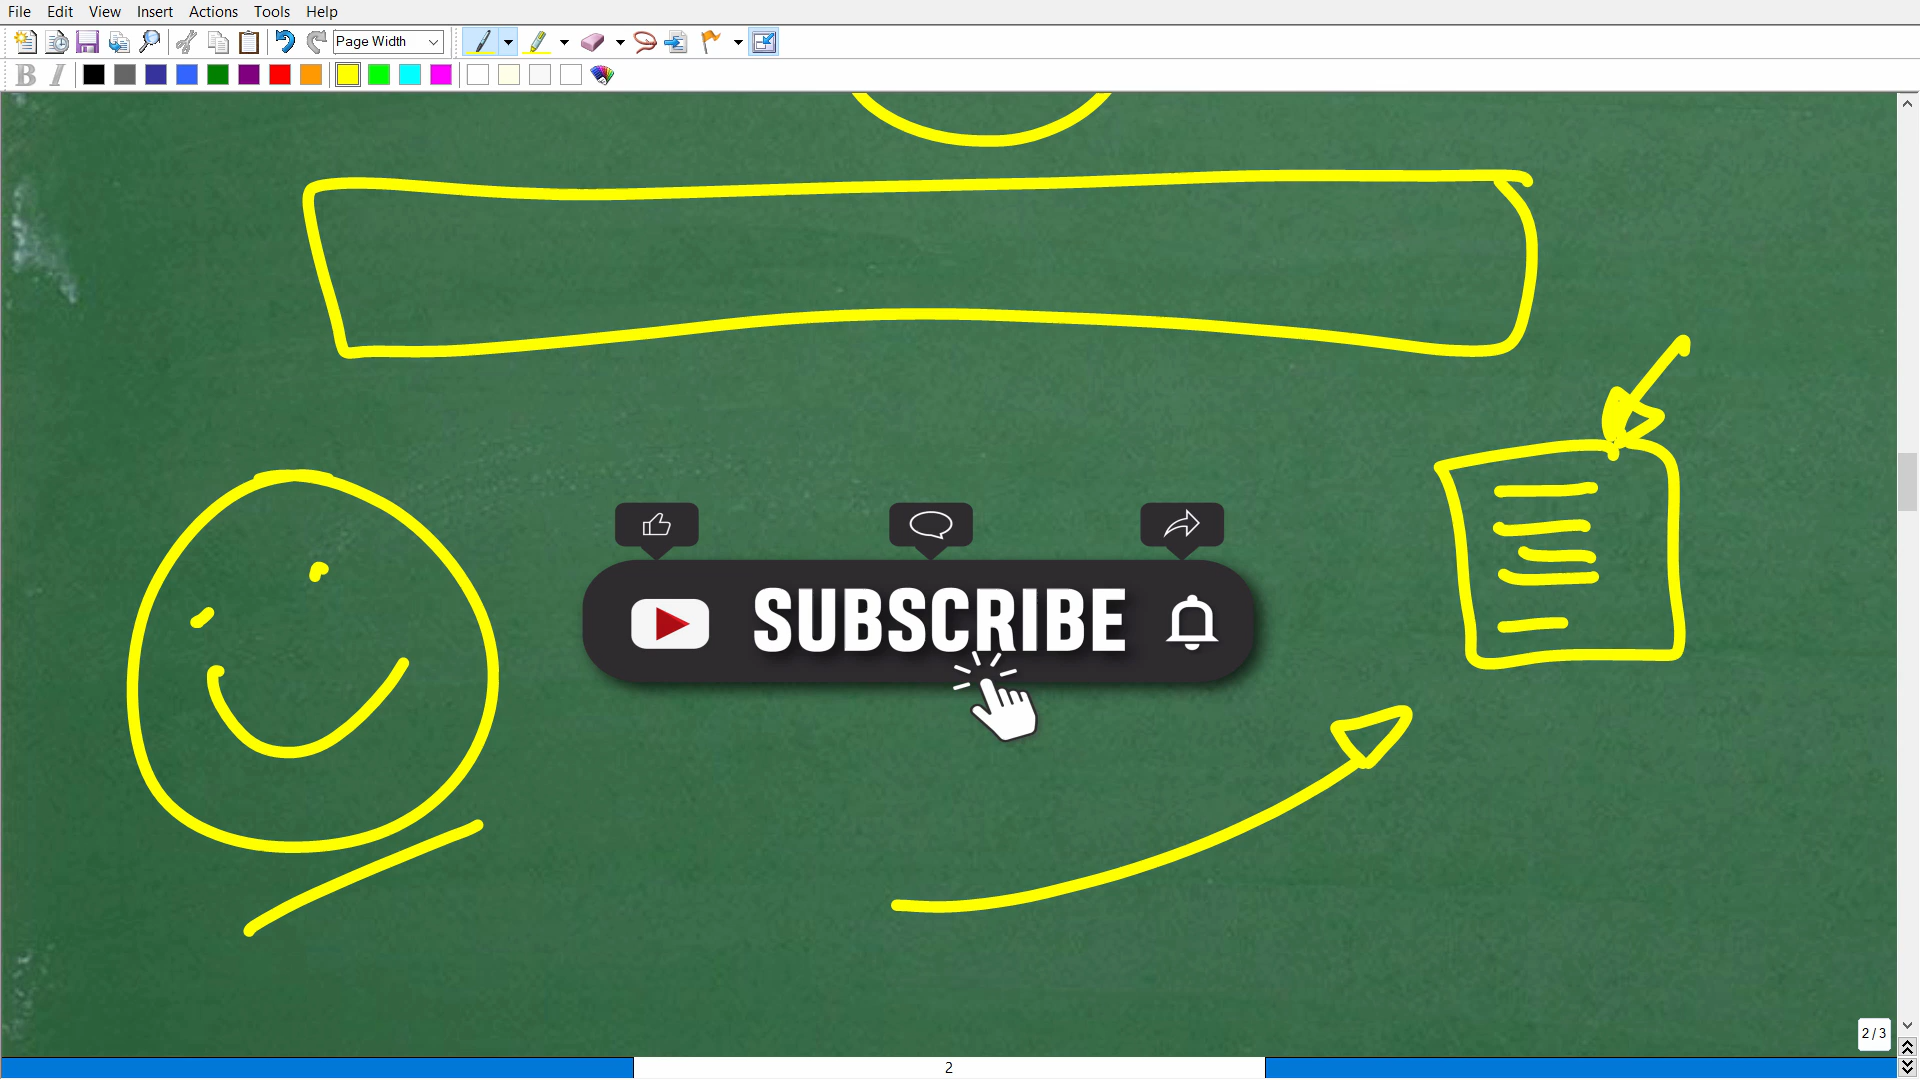 File Edit View Insert Actions Tools Help
Page Width
B I
SUBSCRIBE
2 / 3
2